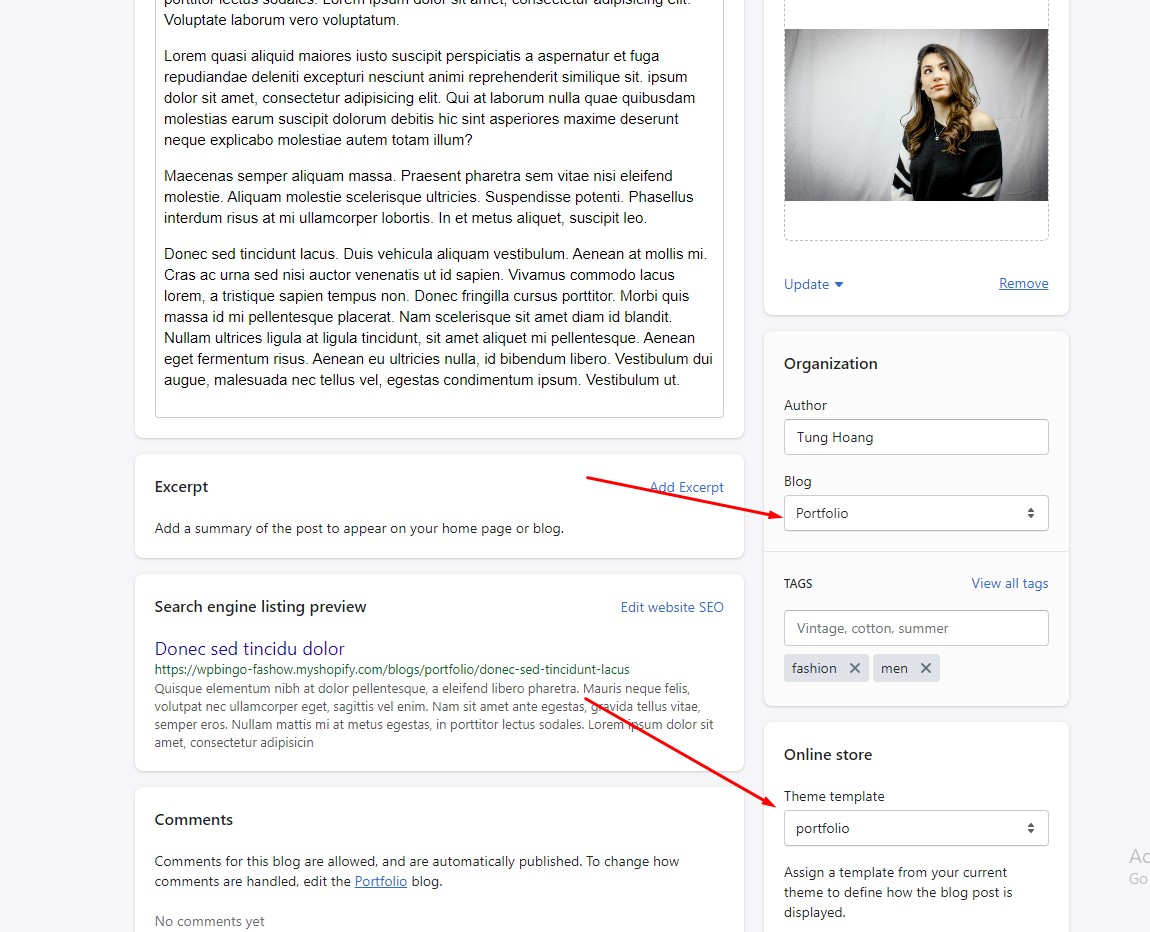 porttitor lectus sodales. Lorem ipsum dolor sit amet, consectetur adipisicing elit.
Voluptate laborum vero voluptatum.
Lorem quasi aliquid maiores iusto suscipit perspiciatis a aspernatur et fuga
repudiandae deleniti excepturi nesciunt animi reprehenderit similique sit. ipsum
dolor sit amet, consectetur adipisicing elit. Qui at laborum nulla quae quibusdam
molestias earum suscipit dolorum debitis hic sint asperiores maxime deserunt
neque explicabo molestiae autem totam illum?
Maecenas semper aliquam massa. Praesent pharetra sem vitae nisi eleifend
molestie. Aliquam molestie scelerisque ultricies. Suspendisse potenti. Phasellus
interdum risus at mi ullamcorper lobortis. In et metus aliquet, suscipit leo.
Donec sed tincidunt lacus. Duis vehicula aliquam vestibulum. Aenean at mollis mi.
Cras ac urna sed nisi auctor venenatis ut id sapien. Vivamus commodo lacus
lorem, a tristique sapien tempus non. Donec fringilla cursus porttitor. Morbi quis
massa id mi pellentesque placerat. Nam scelerisque sit amet diam id blandit.
Nullam ultrices ligula at ligula tincidunt, sit amet aliquet mi pellentesque. Aenean
eget fermentum risus. Aenean eu ultricies nulla, id bibendum libero. Vestibulum dui
augue, malesuada nec tellus vel, egestas condimentum ipsum. Vestibulum ut.
Excerpt
Add Excerpt
Add a summary of the post to appear on your home page or blog.
Search engine listing preview
Edit website SEO
Donec sed tincidu dolor
https://wpbingo-fashow.myshopify.com/blogs/portfolio/donec-sed-tincidunt-lacus
Quisque elementum nibh at dolor pellentesque, a eleifend libero pharetra. Mauris neque felis,
volutpat nec ullamcorper eget, sagittis vel enim. Nam sit amet ante egestas, gravida tellus vitae,
semper eros. Nullam mattis mi at metus egestas, in porttitor lectus sodales. Lorem ipsum dolor sit
amet, consectetur adipisicin
Comments
Comments for this blog are allowed, and are automatically published. To change how
comments are handled, edit the Portfolio blog.
No comments yet
Update
Remove
Organization
Author
Tung Hoang
Blog
Portfolio
TAGS
View all tags
Vintage, cotton, summer
fashion
men
Online store
Theme template
portfolio
Assign a template from your current
theme to define how the blog post is
displayed.
Go